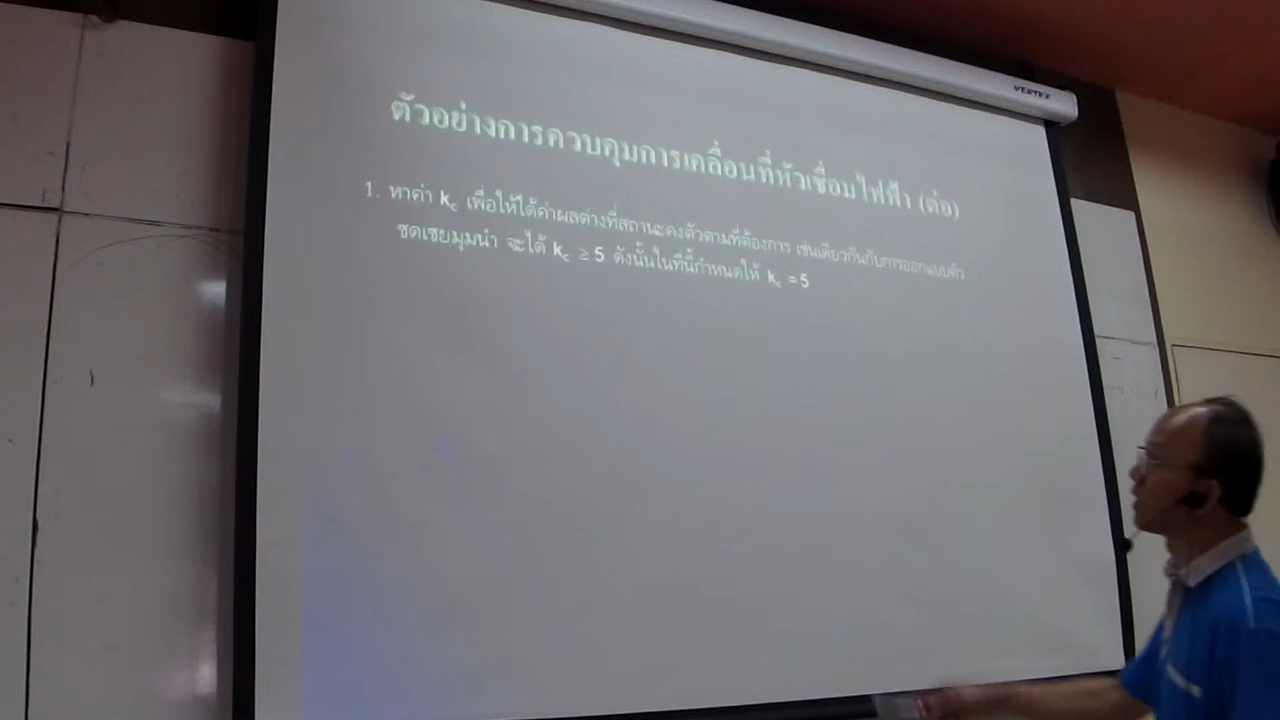 VERTEX
ตัวอย่างการควบคุมการเคลื่อนที่หัวเชื่อมไฟฟ้า (ต่อ)
1. หาค่า kc เพื่อให้ได้ค่าผลต่างที่สถานะคงตัวตามที่ต้องการ เช่นเดียวกันกับการออกแบบตัว
ชดเชยมุมนำ จะได้ kc ≥ 5 ดังนั้นในที่นี้กำหนดให้ kc = 5